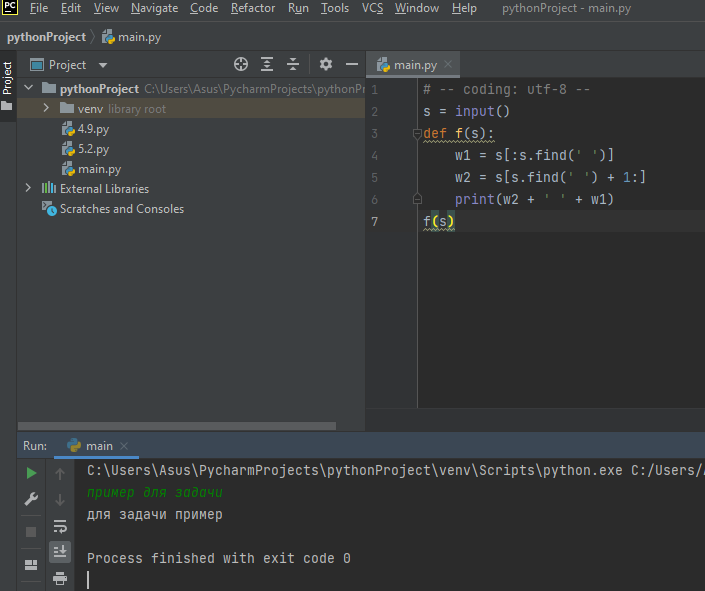 PC File Edit View Navigate Code Refactor Run Tools VCS Window Help pythonProject - main.py
pythonProject main.py
Project
Project
pythonProject C:\Users\Asus\PycharmProjects\pythonPr
venv library root
4.9.py
5.2.py
main.py
External Libraries
Scratches and Consoles
main.py
1 # -- coding: utf-8 --
2 s = input()
3 def f(s):
4 w1 = s[:s.find(' ')]
5 w2 = s[s.find(' ') + 1:]
6 print(w2 + ' ' + w1)
7 f(s)
Run: main
C:\Users\Asus\PycharmProjects\pythonProject\venv\Scripts\python.exe C:/Users/
пример для задачи
для задачи пример
Process finished with exit code 0